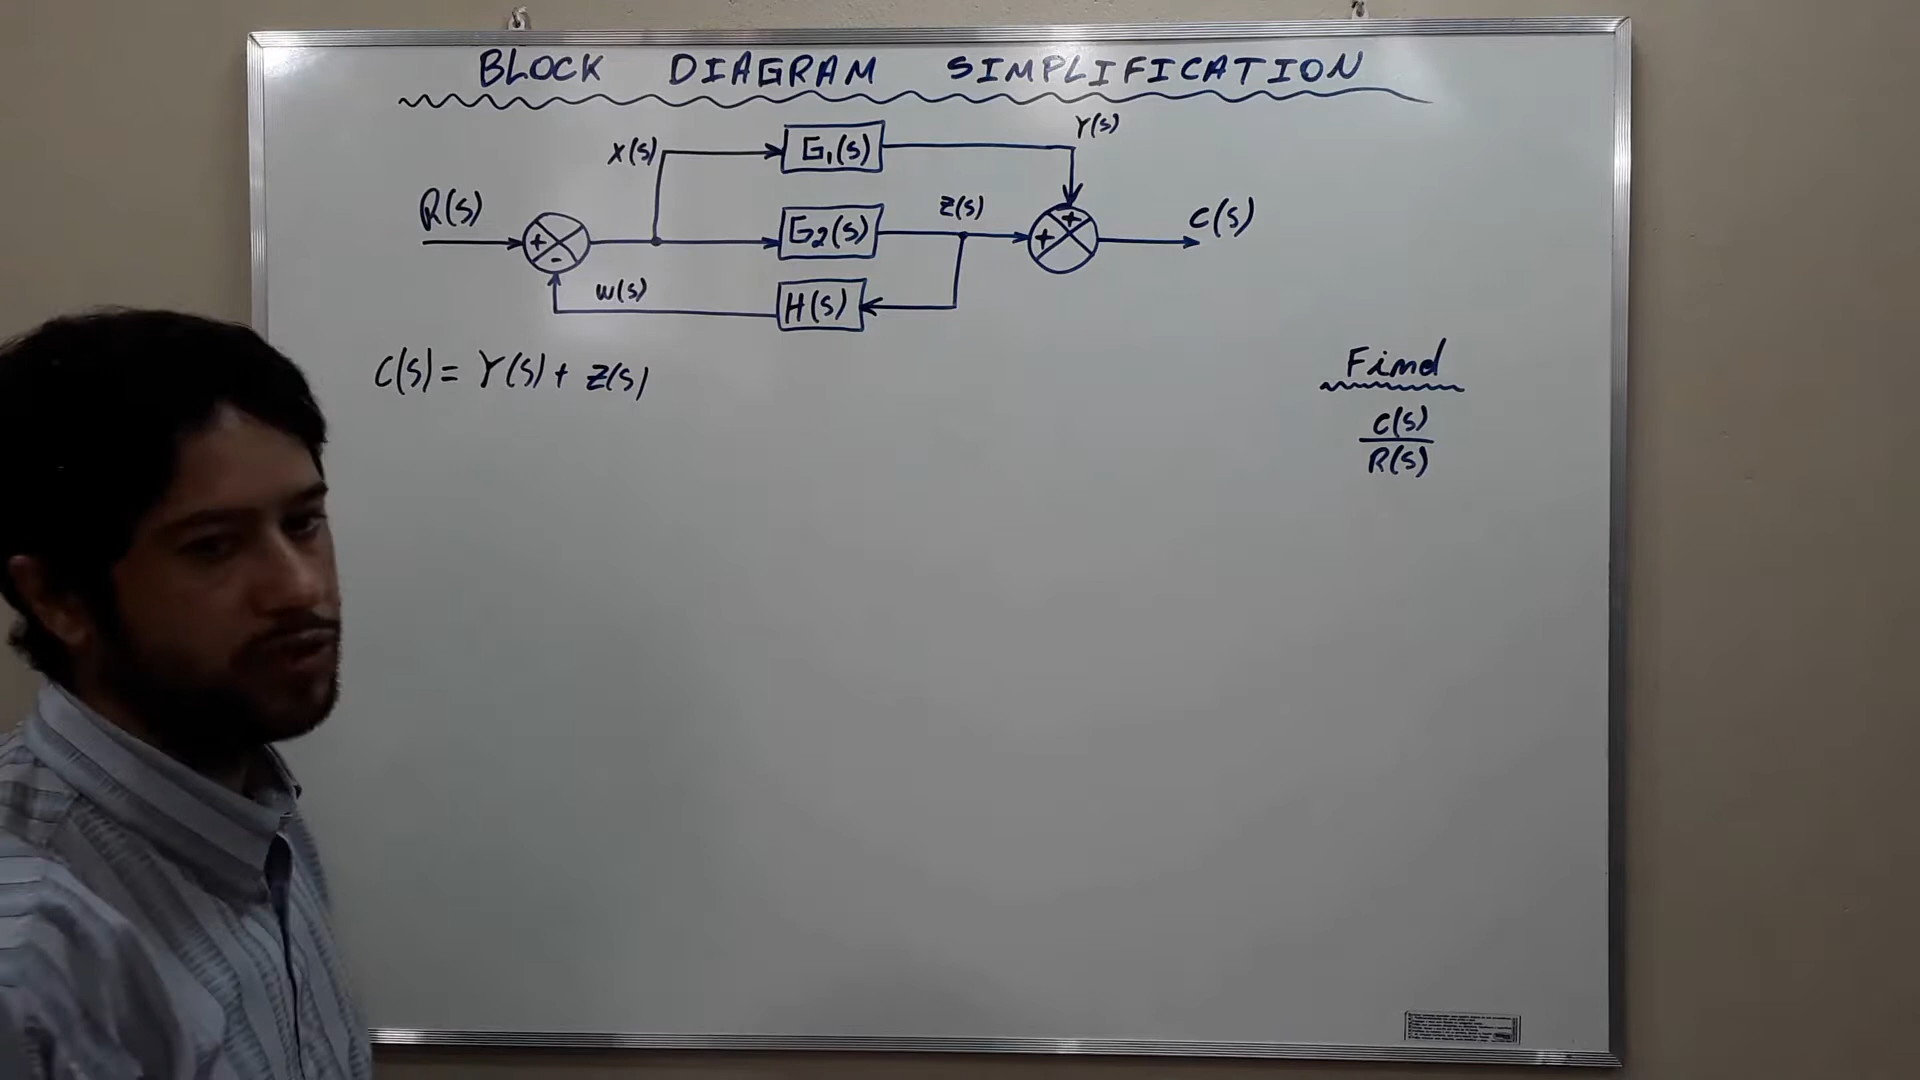 BLOCK DIAGRAM SIMPLIFICATION
Y(s)
X(s) G₁(s)
R(s) + - G₂(s) Z(s) + + C(s)
W(s) H(s)
C(s) = Y(s) + Z(s)
Find
C(s)
R(s)